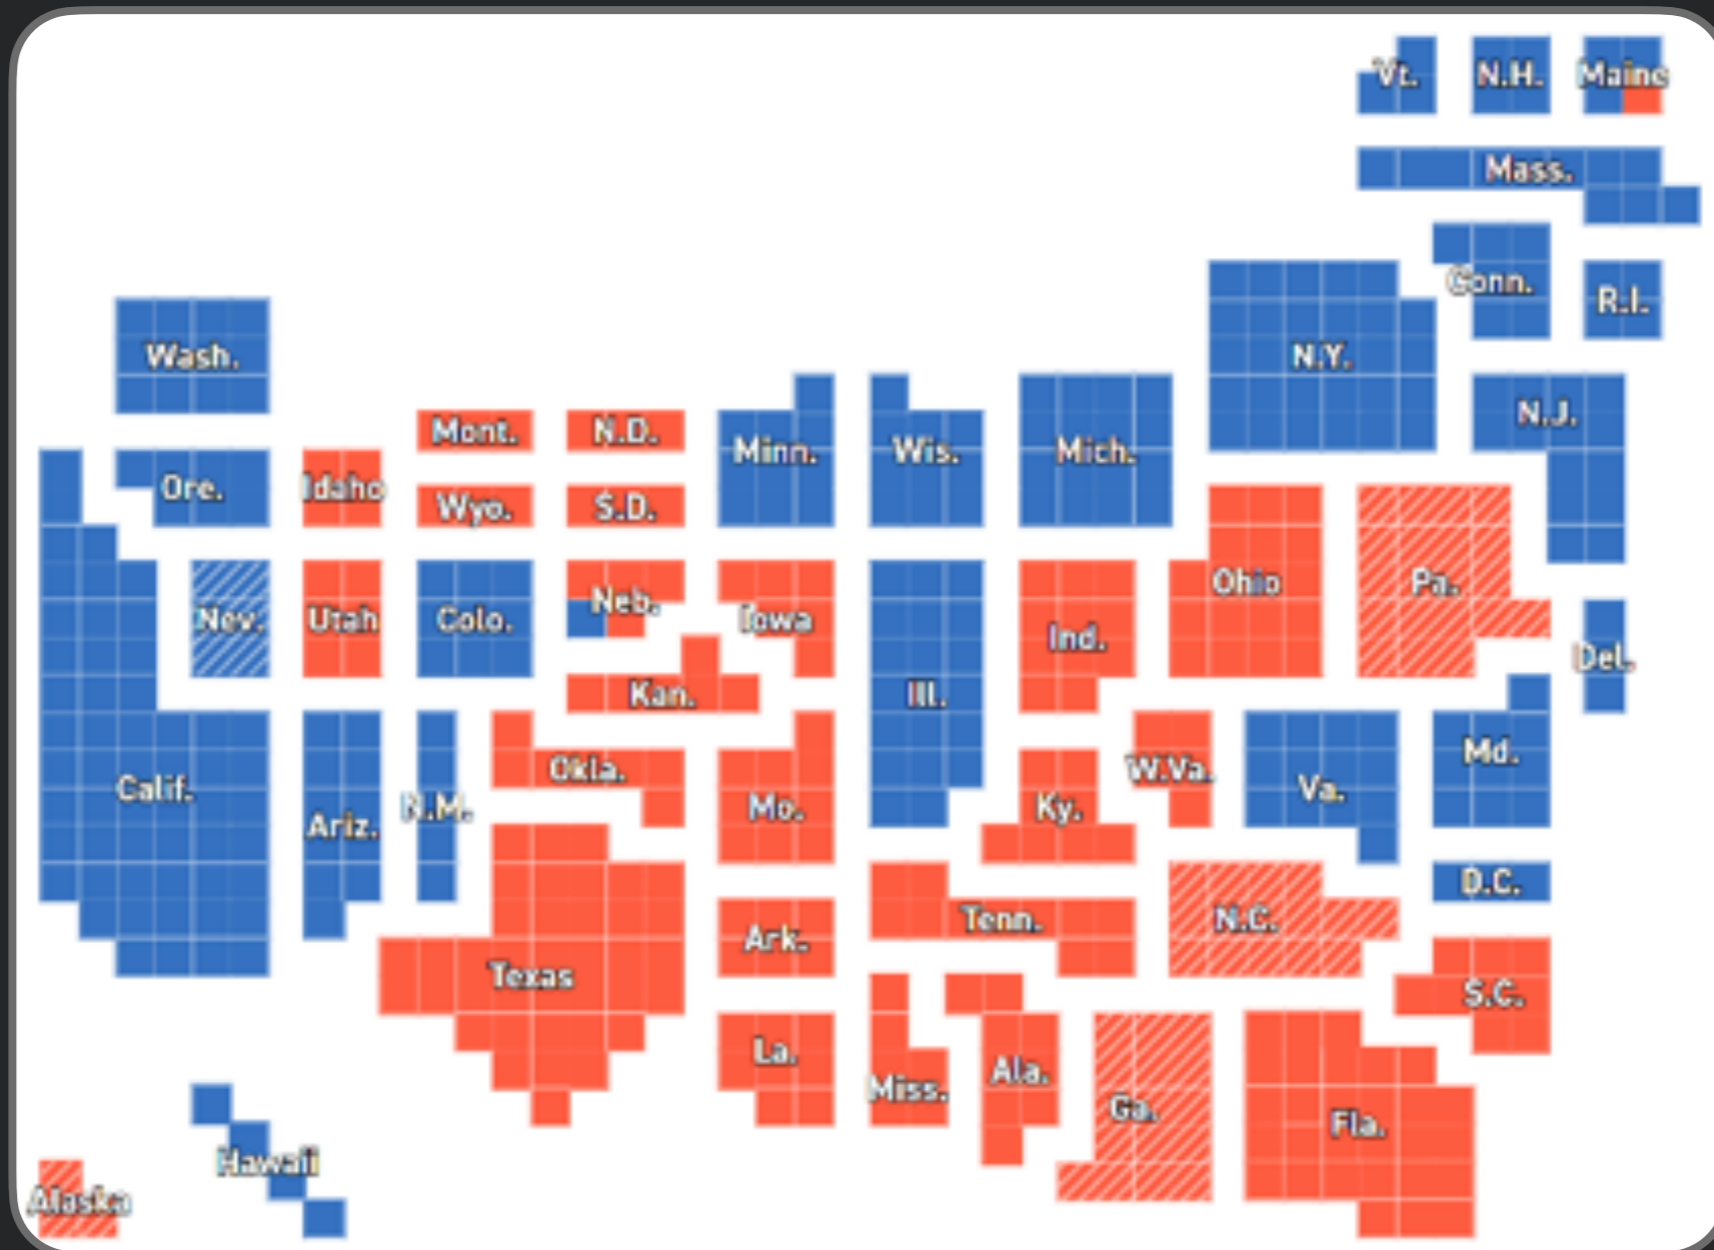 Vt. N.H. Maine
Mass.
Conn.
R.I.
Wash. N.Y.
N.J.
Mont. N.D. Minn. Wis. Mich.
Ore. Idaho Wyo. S.D.
Nev. Utah Colo. Neb. Iowa Ind. Ohio Pa.
Del.
Kan. Ill.
Calif. Okla. W.Va. Va. Md.
Ariz. N.M. Mo. Ky.
D.C.
Texas Ark. Tenn. N.C.
S.C.
La. Miss. Ala. Ga. Fla.
Hawaii
Alaska